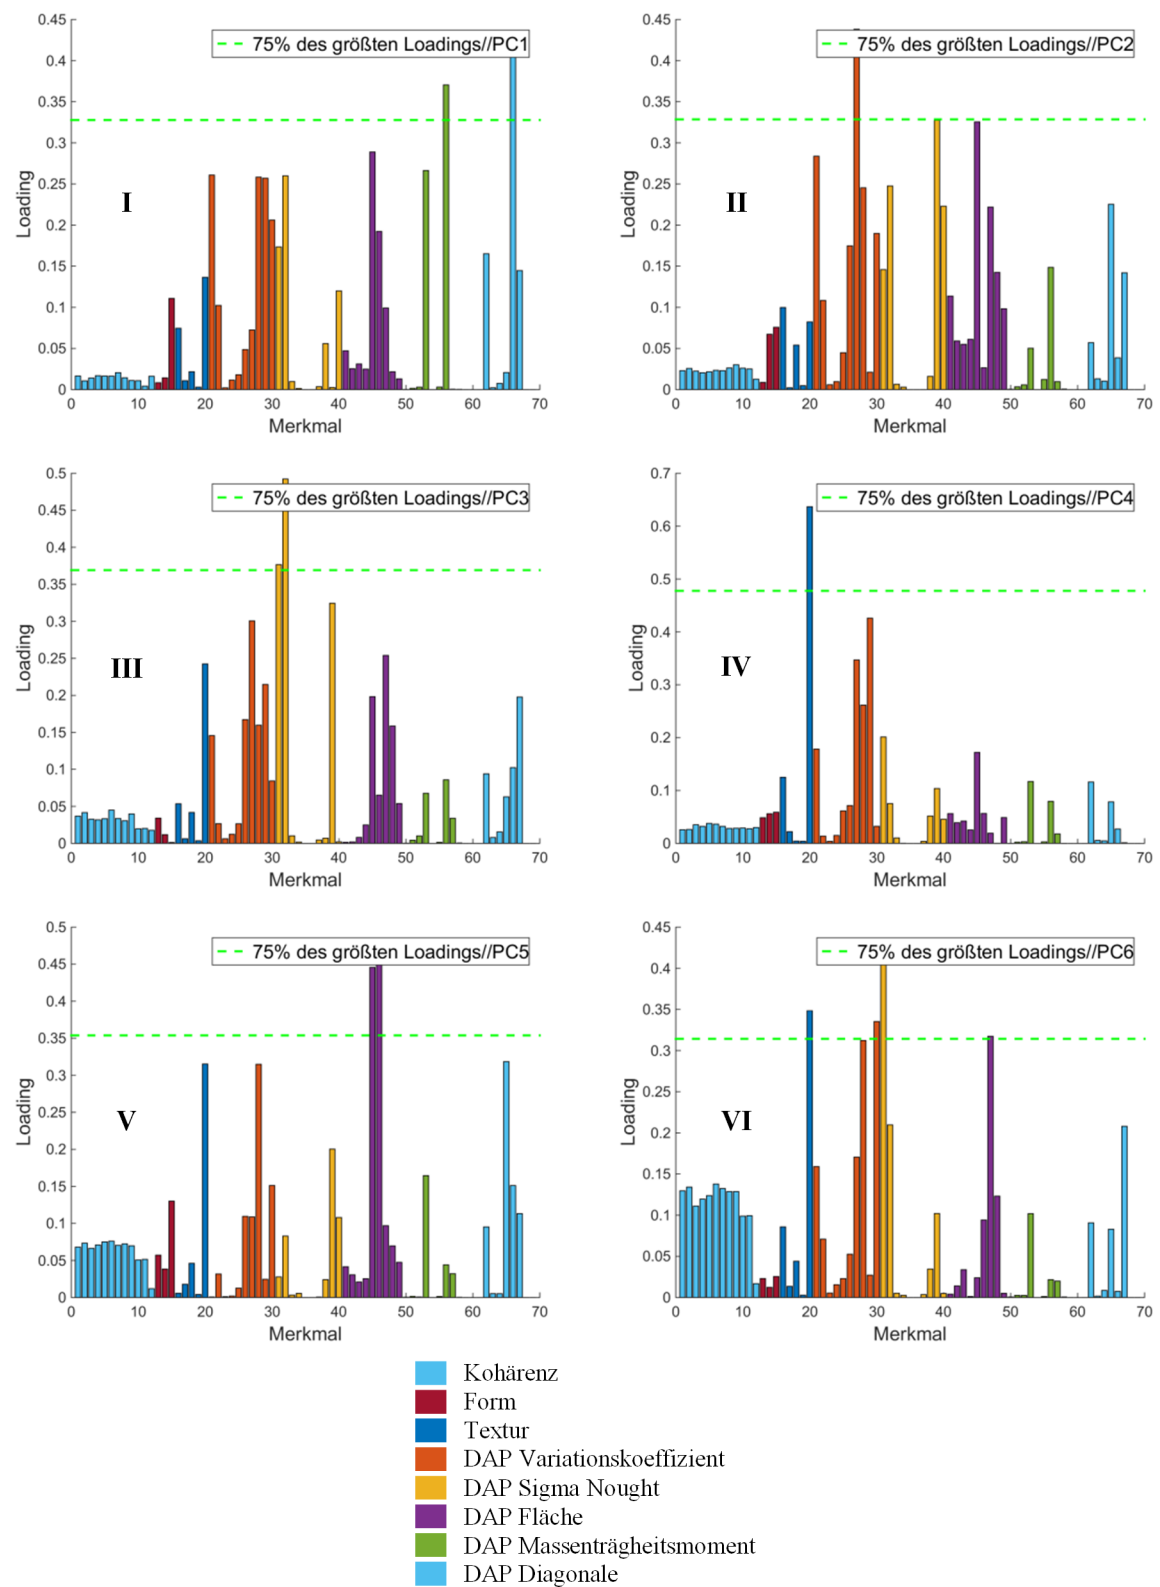 0.45
0.4
0.35
0.3
0.25
0.2
0.15
0.1
0.05
0
Loading
75% des größten Loadings//PC1
I
0 10 20 30 40 50 60 70
Merkmal
0.45
0.4
0.35
0.3
0.25
0.2
0.15
0.1
0.05
0
Loading
75% des größten Loadings//PC2
II
0 10 20 30 40 50 60 70
Merkmal
0.5
0.45
0.4
0.35
0.3
0.25
0.2
0.15
0.1
0.05
0
Loading
75% des größten Loadings//PC3
III
0 10 20 30 40 50 60 70
Merkmal
0.7
0.6
0.5
0.4
0.3
0.2
0.1
0
Loading
75% des größten Loadings//PC4
IV
0 10 20 30 40 50 60 70
Merkmal
0.5
0.45
0.4
0.35
0.3
0.25
0.2
0.15
0.1
0.05
0
Loading
75% des größten Loadings//PC5
V
0 10 20 30 40 50 60 70
Merkmal
0.45
0.4
0.35
0.3
0.25
0.2
0.15
0.1
0.05
0
Loading
75% des größten Loadings//PC6
VI
0 10 20 30 40 50 60 70
Merkmal
Kohärenz
Form
Textur
DAP Variationskoeffizient
DAP Sigma Nought
DAP Fläche
DAP Massenträgheitsmoment
DAP Diagonale